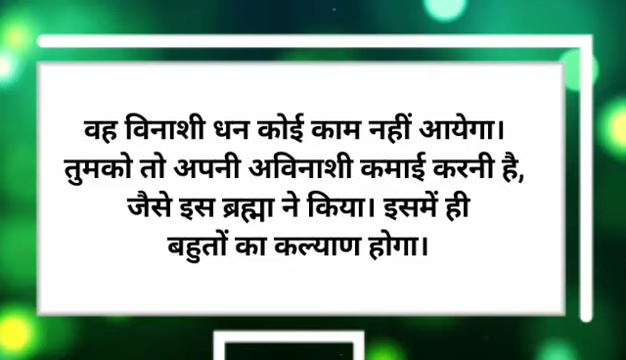 वह विनाशी धन कोई काम नहीं आयेगा।
तुमको तो अपनी अविनाशी कमाई करनी है,
जैसे इस ब्रह्मा ने किया। इसमें ही
बहुतों का कल्याण होगा।